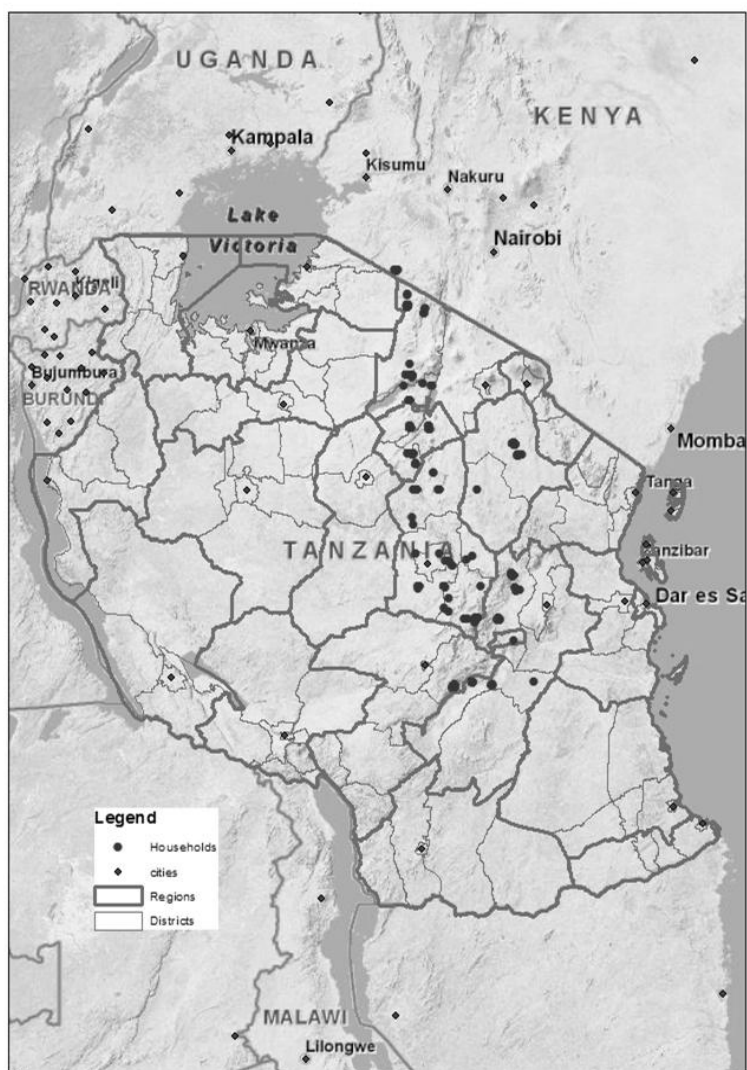 UGANDA
KENYA
Kampala
Kisumu
Nakuru
Lake
Victoria
Nairobi
RWANDA
Mwanza
Bujumbura
BURUNDI
Momba
Tanga
TANZANIA
anzibar
Dar es Sa
Legend
Households
cities
Regions
Districts
MALAWI
Lilongwe